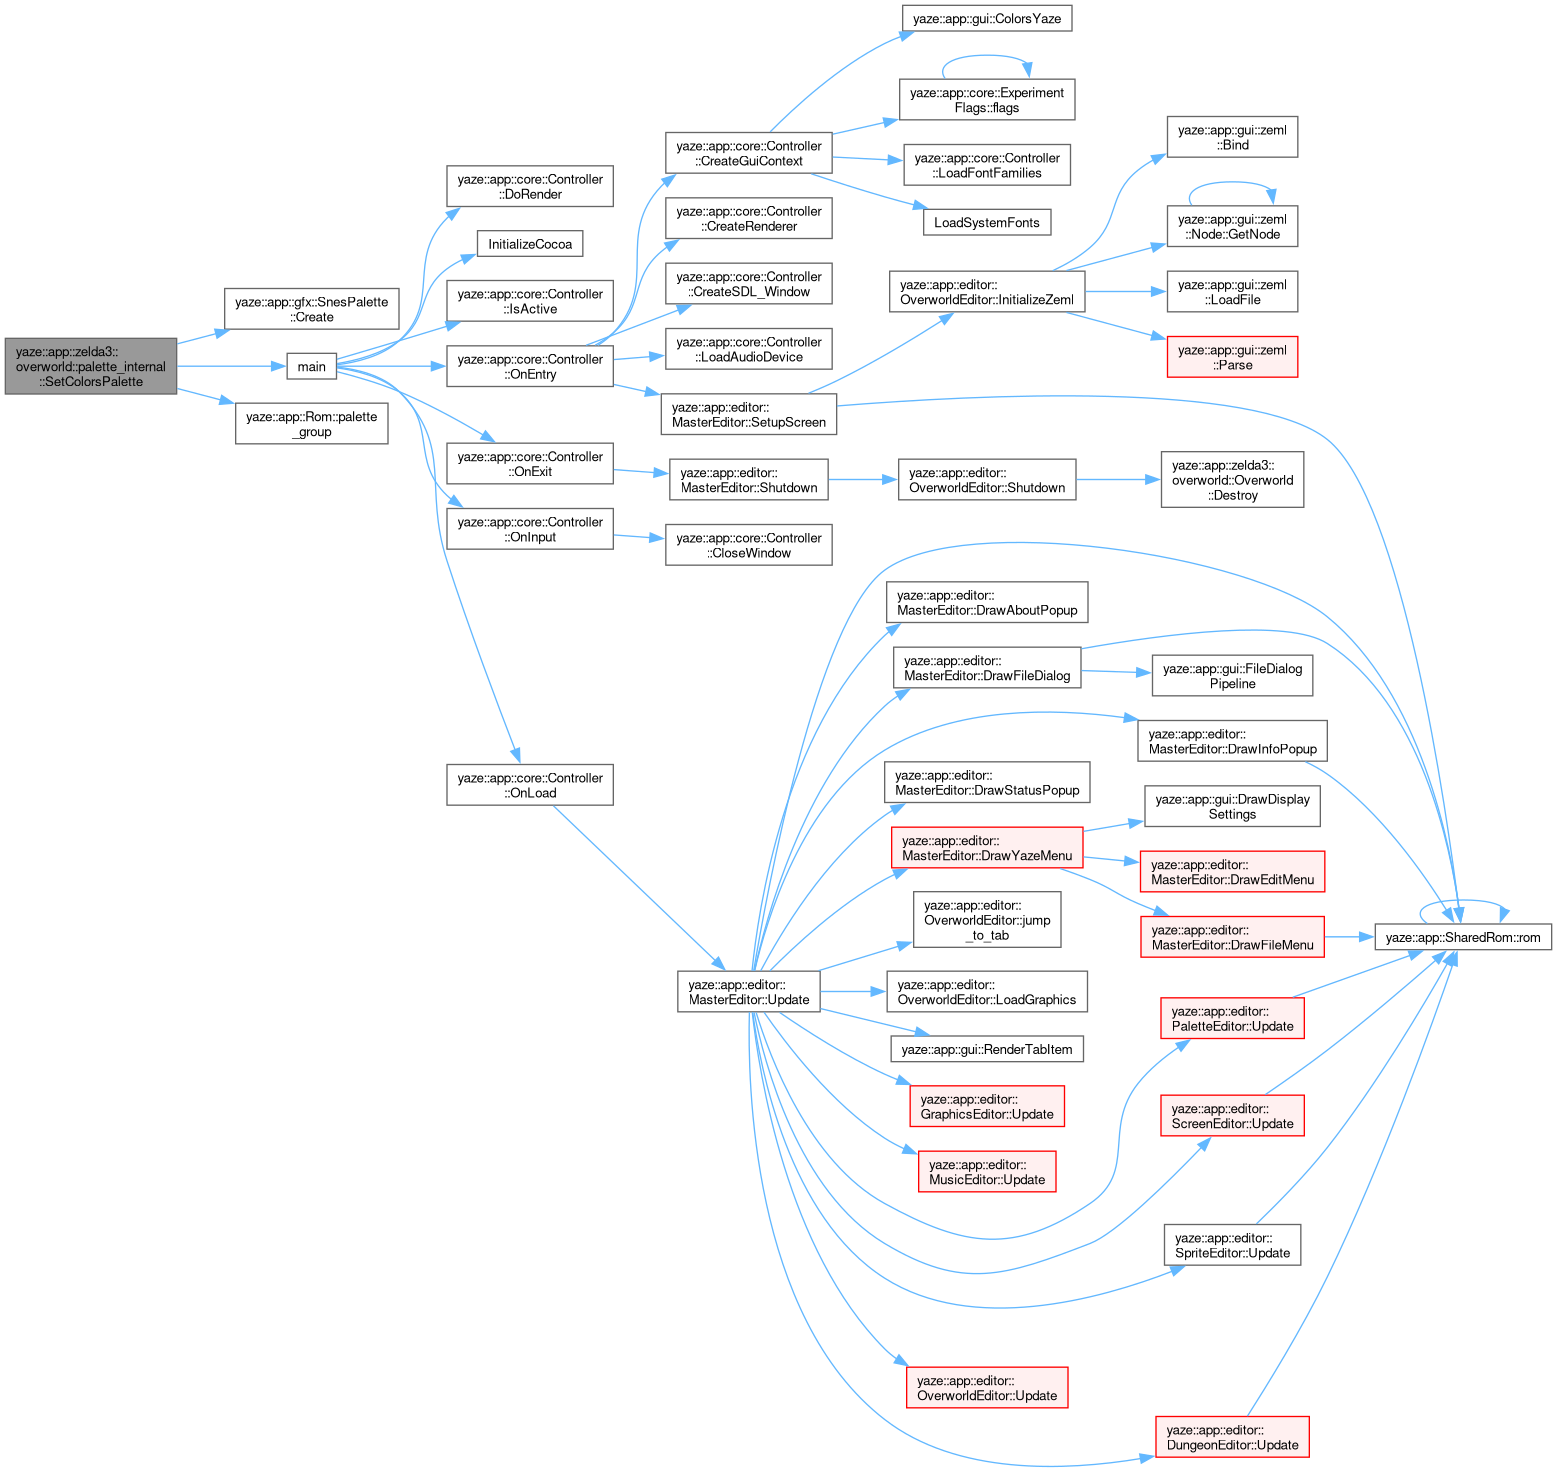 yaze::app::zelda3::
overworld::palette_internal
::SetColorsPalette
yaze::app::gfx::SnesPalette
::Create
main
yaze::app::Rom::palette
_group
yaze::app::core::Controller
::DoRender
InitializeCocoa
yaze::app::core::Controller
::IsActive
yaze::app::core::Controller
::OnEntry
yaze::app::core::Controller
::OnExit
yaze::app::core::Controller
::OnInput
yaze::app::core::Controller
::OnLoad
yaze::app::core::Controller
::CreateGuiContext
yaze::app::core::Controller
::CreateRenderer
yaze::app::core::Controller
::CreateSDL_Window
yaze::app::core::Controller
::LoadAudioDevice
yaze::app::editor::
MasterEditor::SetupScreen
yaze::app::editor::
MasterEditor::Shutdown
yaze::app::core::Controller
::CloseWindow
yaze::app::editor::
MasterEditor::Update
yaze::app::gui::ColorsYaze
yaze::app::core::Experiment
Flags::flags
yaze::app::core::Controller
::LoadFontFamilies
LoadSystemFonts
yaze::app::editor::
OverworldEditor::InitializeZeml
yaze::app::editor::
OverworldEditor::Shutdown
yaze::app::editor::
MasterEditor::DrawAboutPopup
yaze::app::editor::
MasterEditor::DrawFileDialog
yaze::app::editor::
MasterEditor::DrawStatusPopup
yaze::app::editor::
MasterEditor::DrawYazeMenu
yaze::app::editor::
OverworldEditor::jump
_to_tab
yaze::app::editor::
OverworldEditor::LoadGraphics
yaze::app::gui::RenderTabItem
yaze::app::editor::
GraphicsEditor::Update
yaze::app::editor::
MusicEditor::Update
yaze::app::editor::
OverworldEditor::Update
yaze::app::gui::zeml
::Bind
yaze::app::gui::zeml
::Node::GetNode
yaze::app::gui::zeml
::LoadFile
yaze::app::gui::zeml
::Parse
yaze::app::zelda3::
overworld::Overworld
::Destroy
yaze::app::gui::FileDialog
Pipeline
yaze::app::editor::
MasterEditor::DrawInfoPopup
yaze::app::gui::DrawDisplay
Settings
yaze::app::editor::
MasterEditor::DrawEditMenu
yaze::app::editor::
MasterEditor::DrawFileMenu
yaze::app::editor::
PaletteEditor::Update
yaze::app::editor::
ScreenEditor::Update
yaze::app::editor::
SpriteEditor::Update
yaze::app::editor::
DungeonEditor::Update
yaze::app::SharedRom::rom